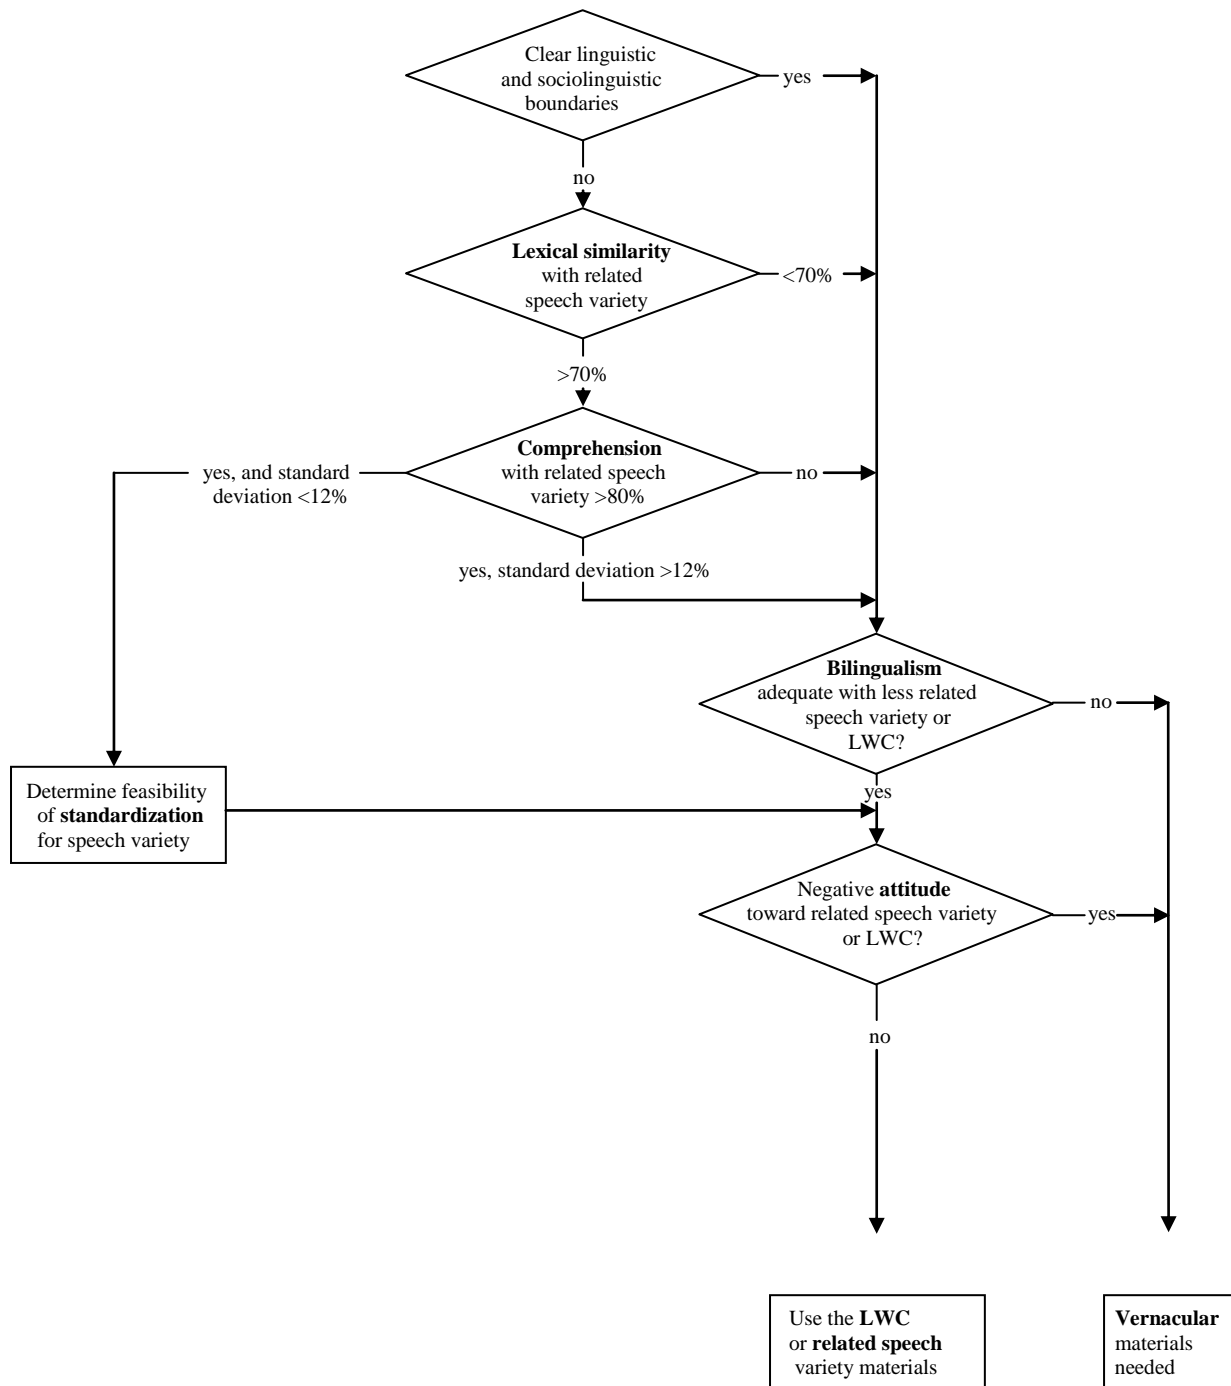 Clear linguistic
and sociolinguistic
boundaries
yes
no
Lexical similarity
with related
speech variety
<70%
>70%
Comprehension
with related speech
variety >80%
yes, and standard
deviation <12%
no
yes, standard deviation >12%
Bilingualism
adequate with less related
speech variety or
LWC?
no
yes
Determine feasibility
of standardization
for speech variety
Negative attitude
toward related speech variety
or LWC?
yes
no
Use the LWC
or related speech
variety materials
Vernacular
materials
needed